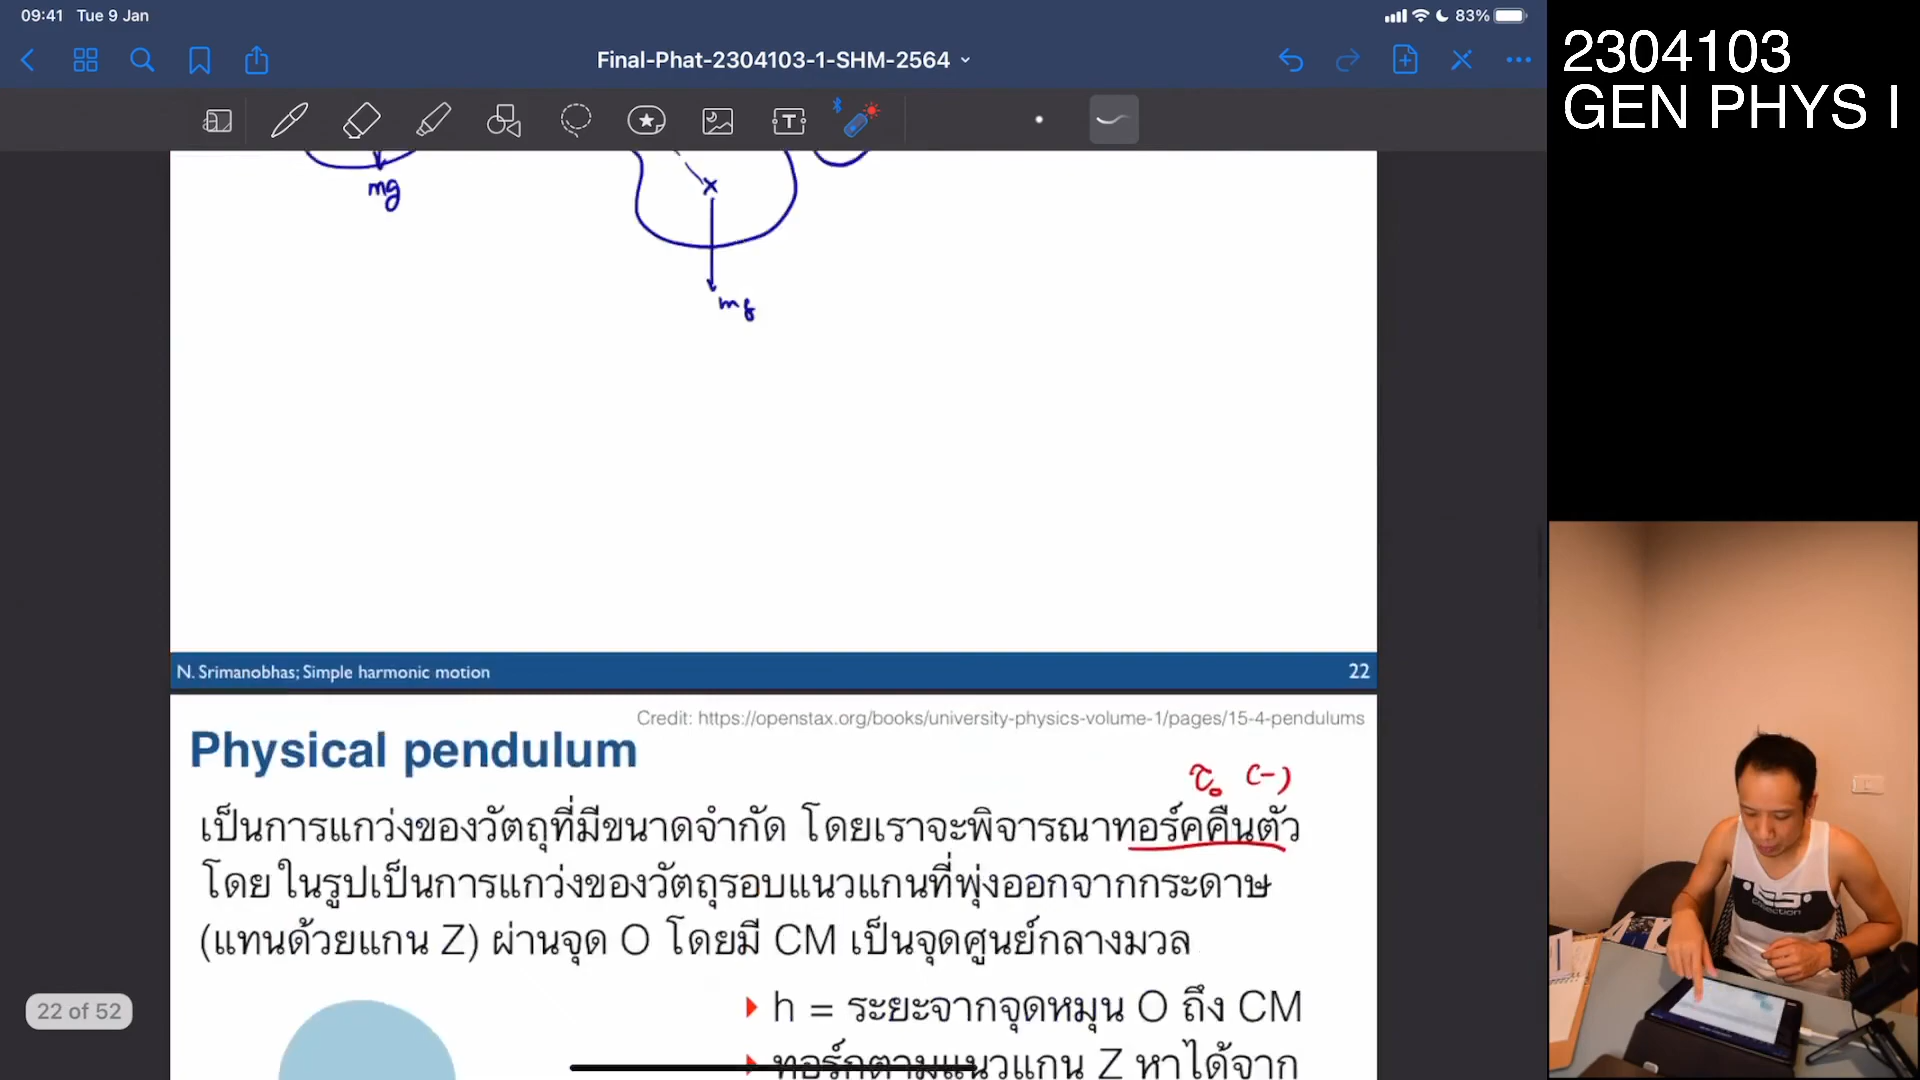 09:41 Tue 9 Jan
83%
Final-Phat-2304103-1-SHM-2564
2304103
GEN PHYS I
T
mg
x
mg
N. Srimanobhas; Simple harmonic motion
22
Credit: https://openstax.org/books/university-physics-volume-1/pages/15-4-pendulums
Physical pendulum
τ₀ (-)
เป็นการแกว่งของวัตถุที่มีขนาดจำกัด โดยเราจะพิจารณาทอร์คคืนตัว
โดย ในรูปเป็นการแกว่งของวัตถุรอบแนวแกนที่พุ่งออกจากกระดาษ
(แทนด้วยแกน Z) ผ่านจุด O โดยมี CM เป็นจุดศูนย์กลางมวล
h = ระยะจากจุดหมุน O ถึง CM
ทอร์กตามแนวแกน Z หาได้จาก
22 of 52